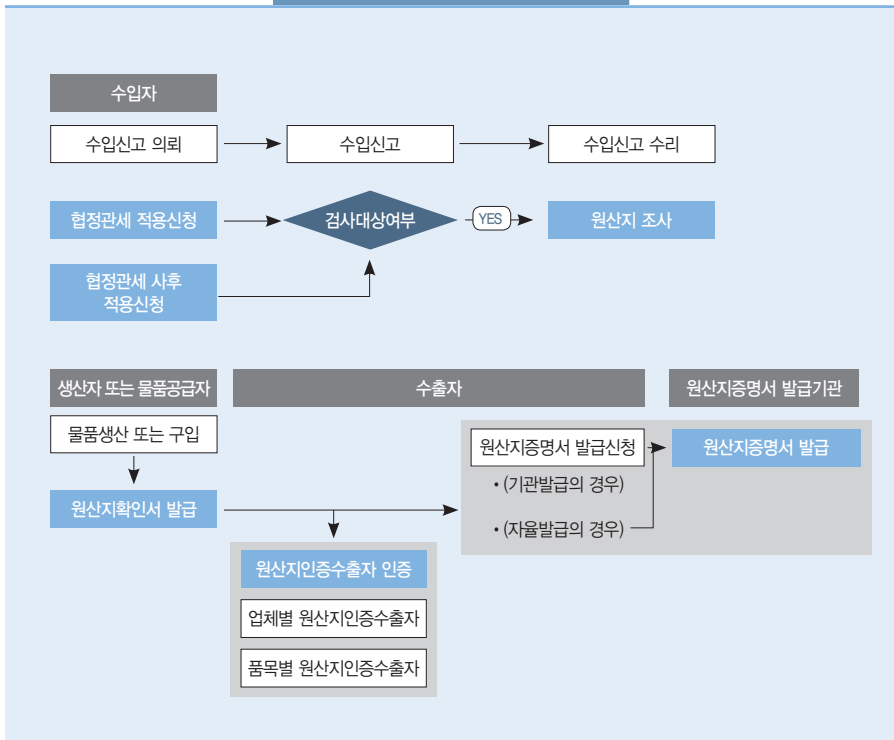 수입자
수입신고 의뢰
수입신고
수입신고 수리
협정관세 적용신청
검사대상여부
YES
원산지 조사
협정관세 사후
적용신청
생산자 또는 물품공급자
수출자
원산지증명서 발급기관
물품생산 또는 구입
원산지증명서 발급신청
원산지증명서 발급
• (기관발급의 경우)
원산지확인서 발급
• (자율발급의 경우)
원산지인증수출자 인증
업체별 원산지인증수출자
품목별 원산지인증수출자